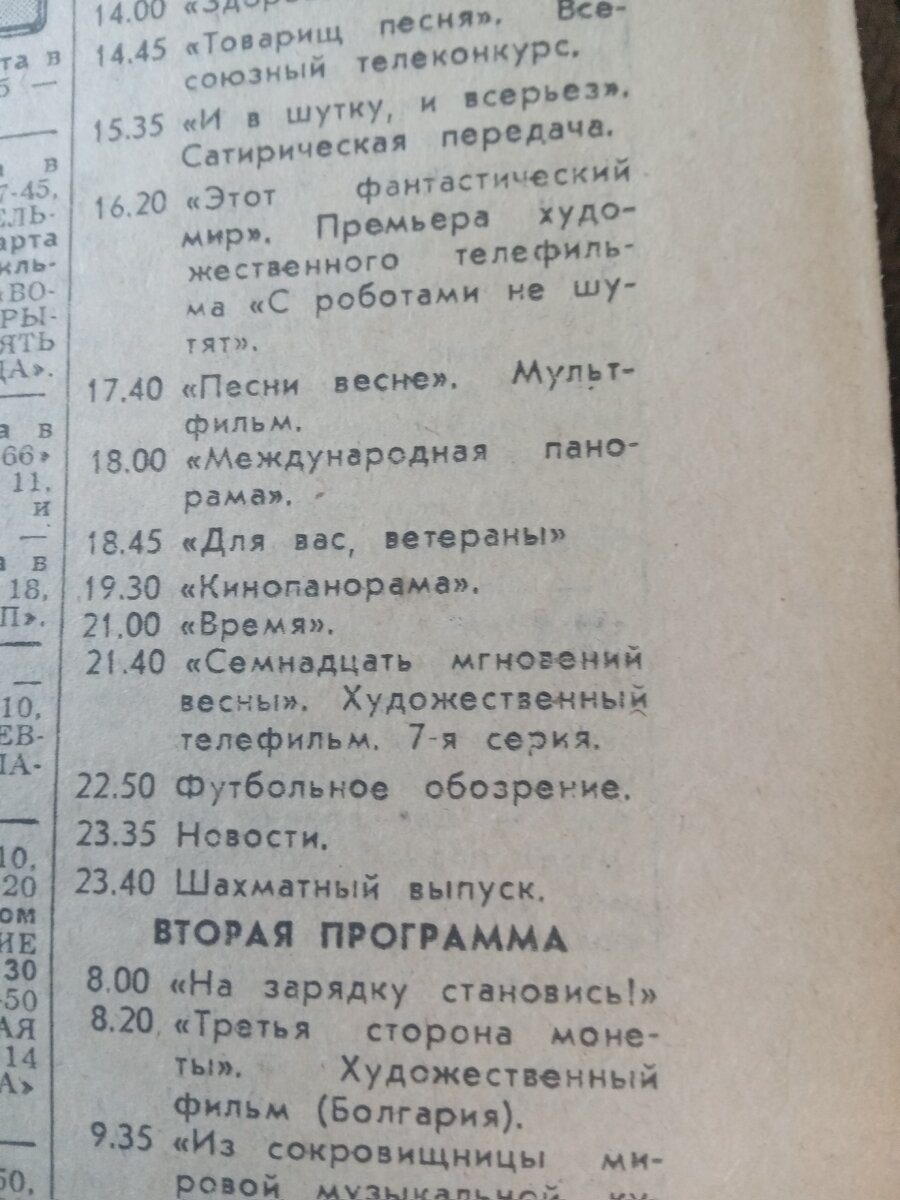 14.00
14.45 «Товарищ песня». Все-
союзный телеконкурс.
15.35 «И в шутку, и всерьез».
Сатирическая передача.
16.20 «Этот фантастический
мир». Премьера худо-
жественного телефиль-
ма «С роботами не шу-
тят».
17.40 «Песни весне». Мульт-
фильм.
18.00 «Международная пано-
рама».
18.45 «Для вас, ветераны»
19.30 «Кинопанорама».
21.00 «Время».
21.40 «Семнадцать мгновений
весны». Художественный
телефильм. 7-я серия.
22.50 Футбольное обозрение.
23.35 Новости.
23.40 Шахматный выпуск.
ВТОРАЯ ПРОГРАММА
8.00 «На зарядку становись!»
8.20 «Третья сторона моне-
ты». Художественный
фильм (Болгария).
9.35 «Из сокровищницы ми-
ровой музыкальной